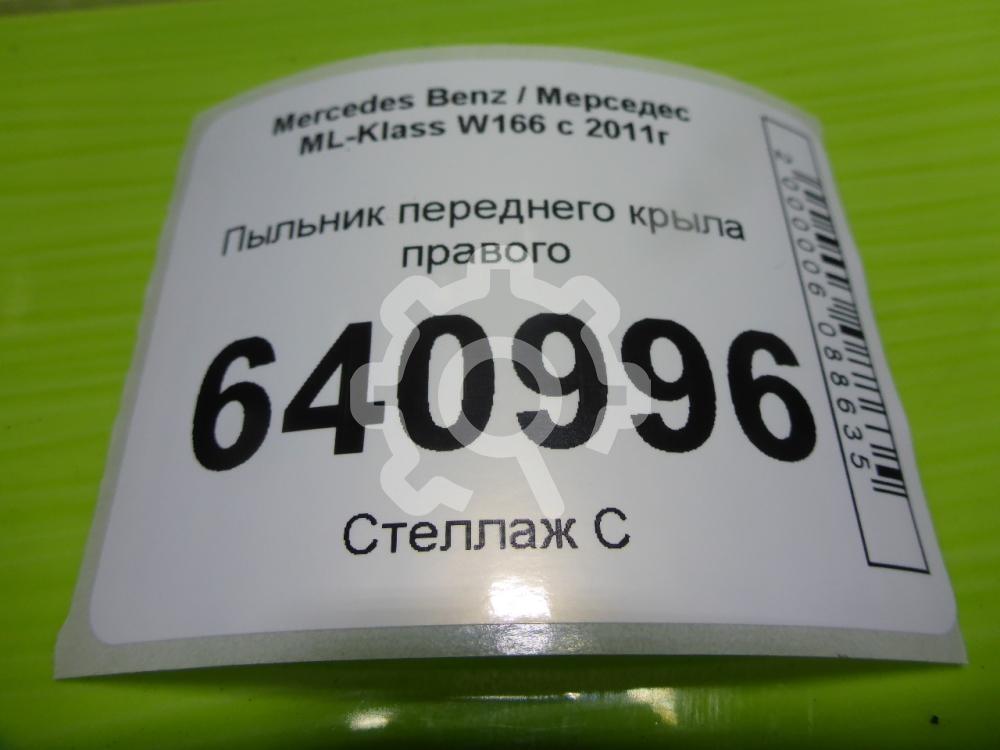 Mercedes Benz / Мерседес
ML-Klass W166 с 2011г
Пыльник переднего крыла
правого
640996
Стеллаж С
2000006088635